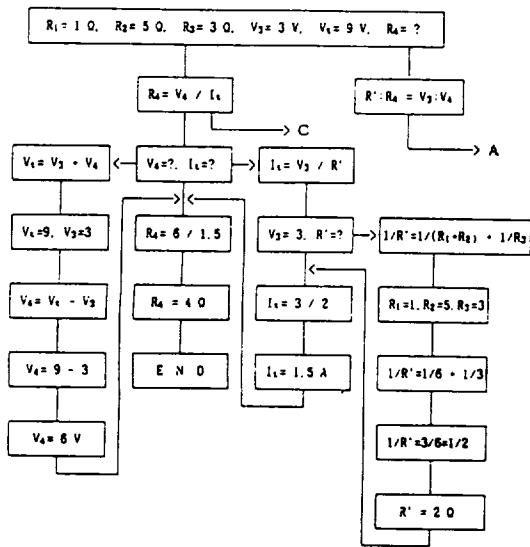 R₁= 1 Ω, R₂= 5 Ω, R₃= 3 Ω, V₃= 3 V, Vₜ= 9 V, R₄= ?
R₄= V₄ / Iₜ
R':R₄ = V₃:V₄
C
A
Vₜ= V₃ + V₄
V₄=?, Iₜ=?
Iₜ= V₃ / R'
Vₜ=9, V₃=3
R₄= 6 / 1.5
V₃= 3, R'=?
1/R'=1/(R₁+R₂) + 1/R₃
V₄= Vₜ - V₃
R₄ = 4 Ω
Iₜ= 3 / 2
R₁=1, R₂=5, R₃=3
V₄= 9 - 3
E N D
Iₜ= 1.5 A
1/R'=1/6 + 1/3
V₄= 6 V
1/R'=3/6=1/2
R' = 2 Ω